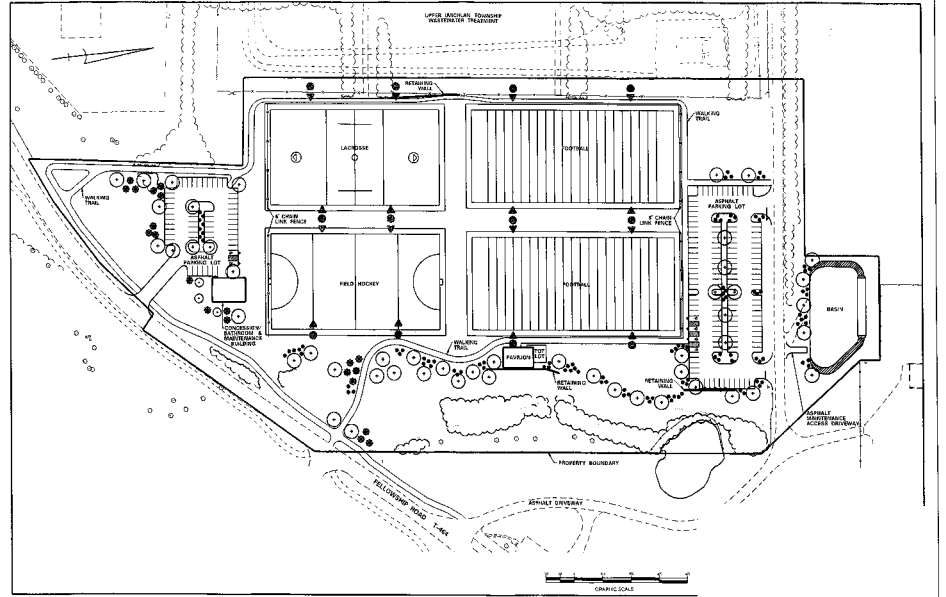 UPPER UWCHLAN TOWNSHIP
WASTEWATER TREATMENT
RETAINING
WALL
WALKING
TRAIL
LACROSSE
FOOTBALL
WALKING
TRAIL
ASPHALT
PARKING LOT
6' CHAIN
LINK FENCE
6' CHAIN
LINK FENCE
ASPHALT
PARKING LOT
FIELD HOCKEY
FOOTBALL
BASIN
CONCESSION/
BATHROOM &
MAINTENANCE
BUILDING
WALKING
TRAIL
PAVILION
TOT
LOT
RETAINING
WALL
RETAINING
WALL
ASPHALT
MAINTENANCE
ACCESS DRIVEWAY
PROPERTY BOUNDARY
FELLOWSHIP ROAD T-464
ASPHALT DRIVEWAY
GRAPHIC SCALE